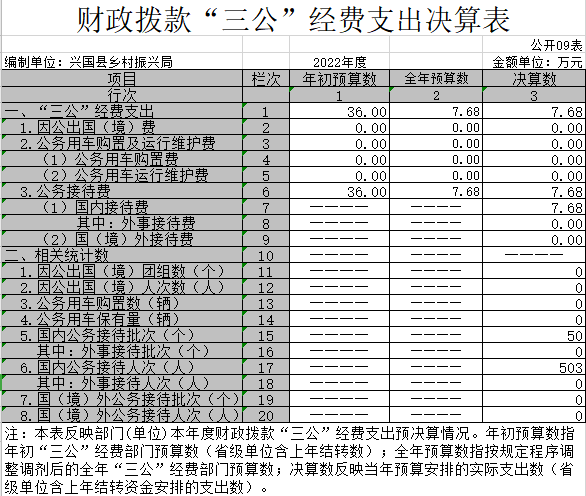 财政拨款“三公”经费支出决算表
公开09表
编制单位：兴国县乡村振兴局 2022年度 金额单位：万元
项目 栏次 年初预算数 全年预算数 决算数
行次 1 2 3
一、“三公”经费支出 1 36.00 7.68 7.68
1.因公出国（境）费 2 0.00 0.00 0.00
2.公务用车购置及运行维护费 3 0.00 0.00 0.00
（1）公务用车购置费 4 0.00 0.00 0.00
（2）公务用车运行维护费 5 0.00 0.00 0.00
3.公务接待费 6 36.00 7.68 7.68
（1）国内接待费 7 ———— ———— 7.68
其中：外事接待费 8 ———— ———— 0.00
（2）国（境）外接待费 9 ———— ———— 0.00
二、相关统计数 10 ———— ———— ————
1.因公出国（境）团组数（个） 11 ———— ———— 0
2.因公出国（境）人次数（人） 12 ———— ———— 0
3.公务用车购置数（辆） 13 ———— ———— 0
4.公务用车保有量（辆） 14 ———— ———— 0
5.国内公务接待批次（个） 15 ———— ———— 50
其中：外事接待批次（个） 16 ———— ———— 0
6.国内公务接待人次（人） 17 ———— ———— 503
其中：外事接待人次（人） 18 ———— ———— 0
7.国（境）外公务接待批次（个） 19 ———— ———— 0
8.国（境）外公务接待人次（人） 20 ———— ———— 0
注：本表反映部门(单位)本年度财政拨款“三公”经费支出预决算情况。年初预算数指
年初“三公”经费部门预算数（省级单位含上年结转数）；全年预算数指按规定程序调
整调剂后的全年“三公”经费部门预算数；决算数反映当年预算安排的实际支出数（省
级单位含上年结转资金安排的支出数）。